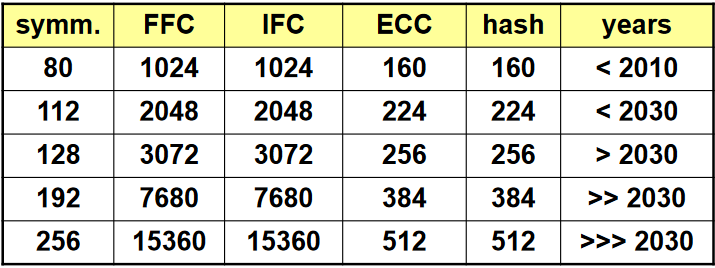 symm. FFC IFC ECC hash years
80 1024 1024 160 160 < 2010
112 2048 2048 224 224 < 2030
128 3072 3072 256 256 > 2030
192 7680 7680 384 384 >> 2030
256 15360 15360 512 512 >>> 2030